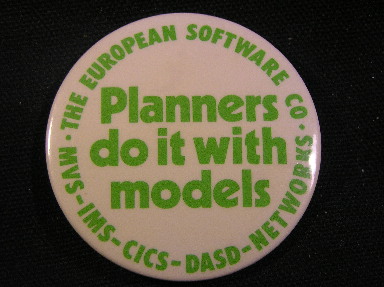 · THE EUROPEAN SOFTWARE CO ·
Planners
do it with
models
MVS-IMS-CICS-DASD-NETWORKS